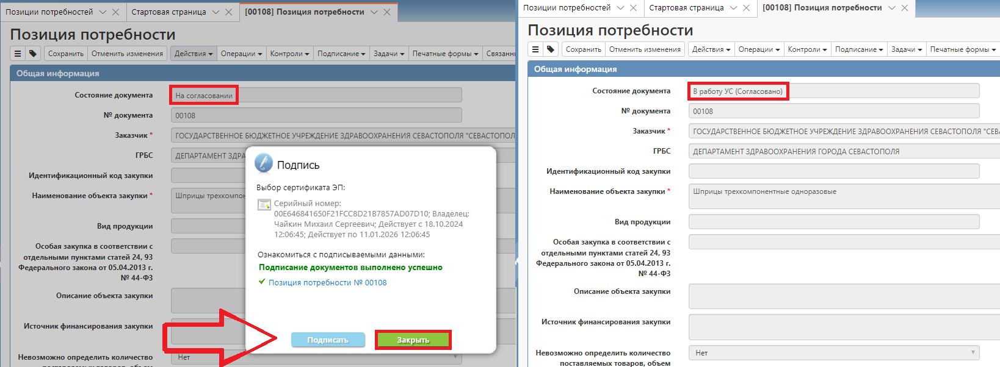 Позиции потребностей
Стартовая страница
[00108] Позиция потребности
Позиция потребности
Сохранить
Отменить изменения
Действия
Операции
Контроли
Подписание
Задачи
Печатные формы
Общая информация
Состояние документа
На согласовании
№ документа
00108
Заказчик *
ГОСУДАРСТВЕННОЕ БЮДЖЕТНОЕ УЧРЕЖДЕНИЕ ЗДРАВООХРАНЕНИЯ СЕВАСТОПОЛЯ
ГРБС
ДЕПАРТАМЕНТ
Идентификационный код закупки
Наименование объекта закупки *
Шприцы
Вид продукции
Особая закупка в соответствии с
отдельными пунктами статей 24, 93
Федерального закона от 05.04.2013 г.
№ 44-ФЗ
Описание объекта закупки
Источник финансирования закупки
Невозможно определить количество
Нет
Подпись
Выбор сертификата ЭП:
Серийный номер:
00E646841650F21FCC8D21B7857AD07D10; Владелец:
Чайкин Михаил Сергеевич; Действует с 18.10.2024
12:06:45; Действует по 11.01.2026 12:06:45
Ознакомиться с подписываемыми данными:
Подписание документов выполнено успешно
Позиция потребности № 00108
Подписать
Закрыть
Позиции потребностей
Стартовая страница
[00108] Позиция потребности
Позиция потребности
Сохранить
Отменить изменения
Действия
Операции
Контроли
Подписание
Задачи
Печатные формы
Общая информация
Состояние документа
В работу УС (Согласовано)
№ документа
00108
Заказчик *
ГОСУДАРСТВЕННОЕ БЮДЖЕТНОЕ УЧРЕЖДЕНИЕ ЗДРАВООХРАНЕНИЯ СЕВАСТОПОЛЯ
ГРБС
ДЕПАРТАМЕНТ ЗДРАВООХРАНЕНИЯ ГОРОДА СЕВАСТОПОЛЯ
Идентификационный код закупки
Наименование объекта закупки *
Шприцы трехкомпонентные одноразовые
Вид продукции
Особая закупка в соответствии с
отдельными пунктами статей 24, 93
Федерального закона от 05.04.2013 г.
№ 44-ФЗ
Описание объекта закупки
Источник финансирования закупки
Невозможно определить количество
поставляемых товаров, объем
Нет